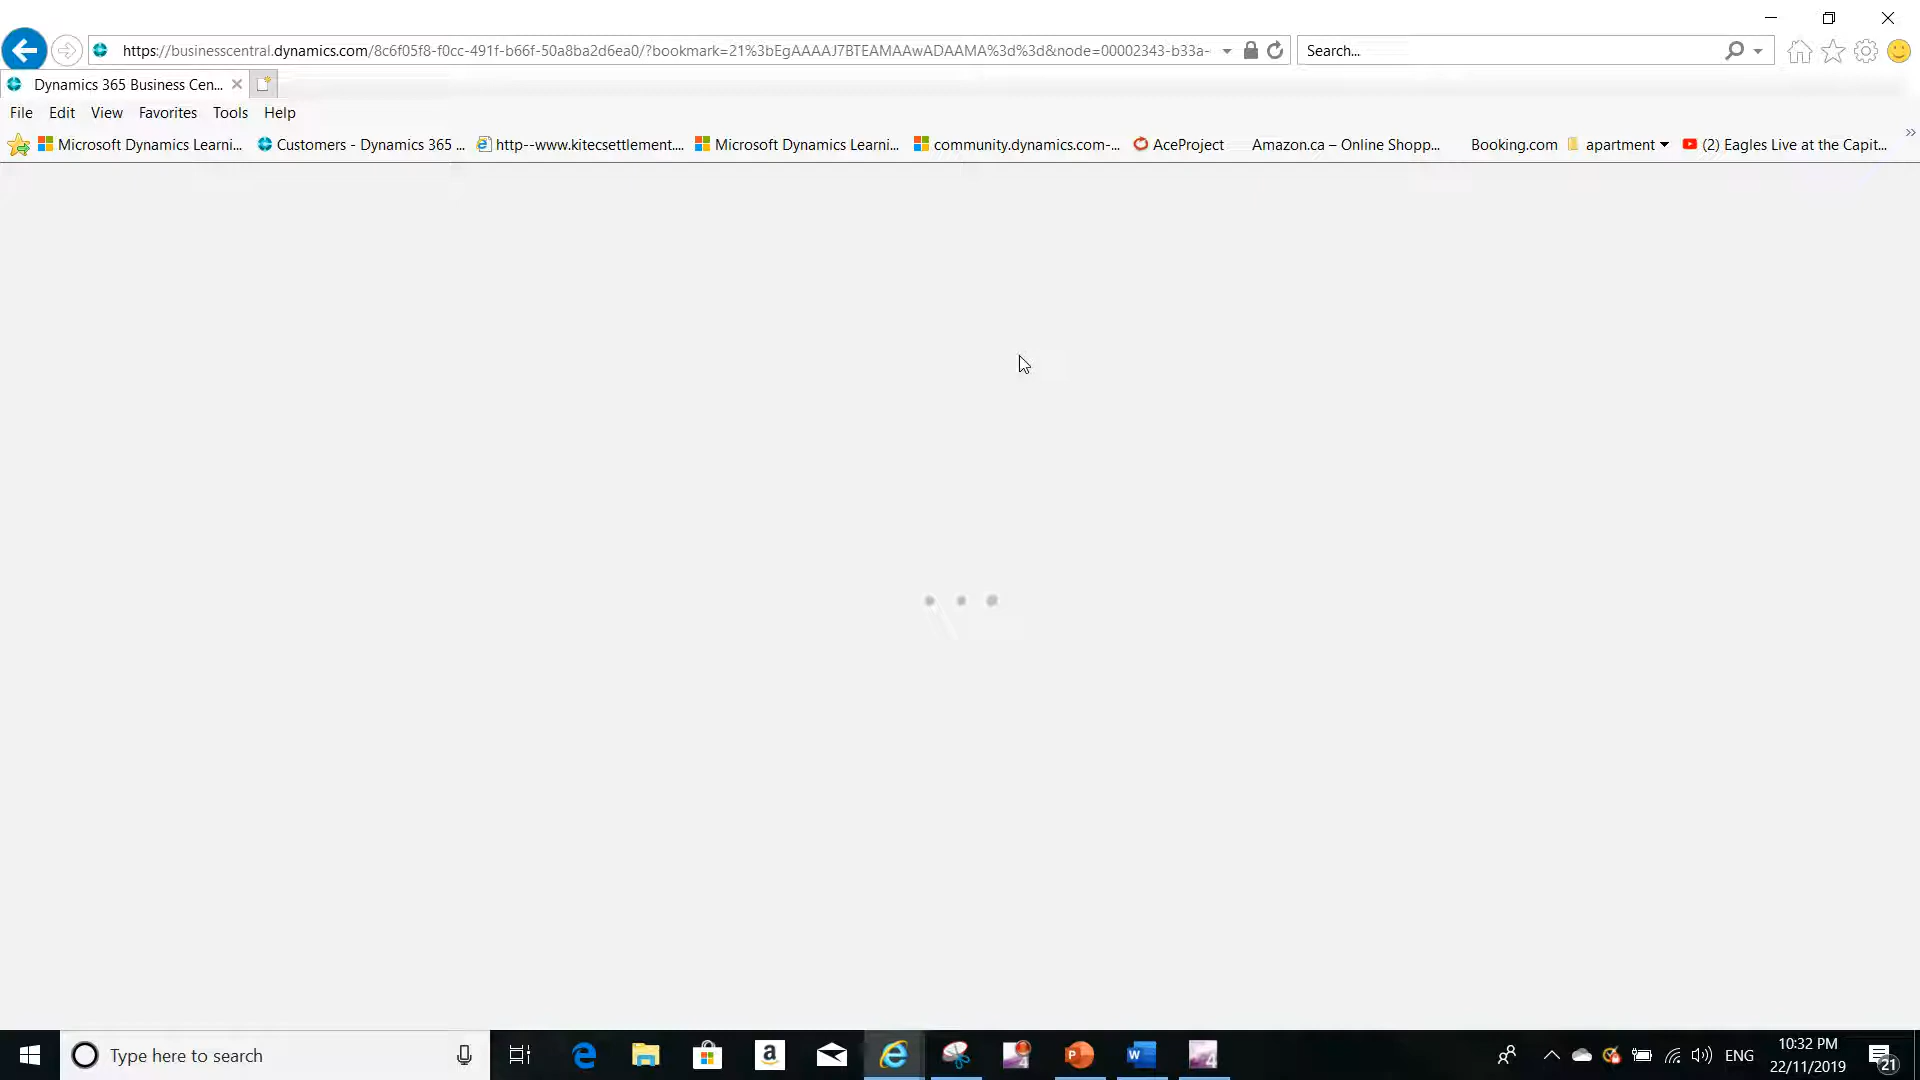 https://businesscentral.dynamics.com/8c6f05f8-f0cc-491f-b66f-50a8ba2d6ea0/?bookmark=21%3bEgAAAAJ7BTEAMAAwADAAMA%3d%3d&node=00002343-b33a-
Search...
Dynamics 365 Business Cen...
File Edit View Favorites Tools Help
Microsoft Dynamics Learni... Customers - Dynamics 365 ... http--www.kitecsettlement.... Microsoft Dynamics Learni... community.dynamics.com-... AceProject Amazon.ca – Online Shopp... Booking.com apartment (2) Eagles Live at the Capit...
Type here to search
ENG
10:32 PM
22/11/2019
21